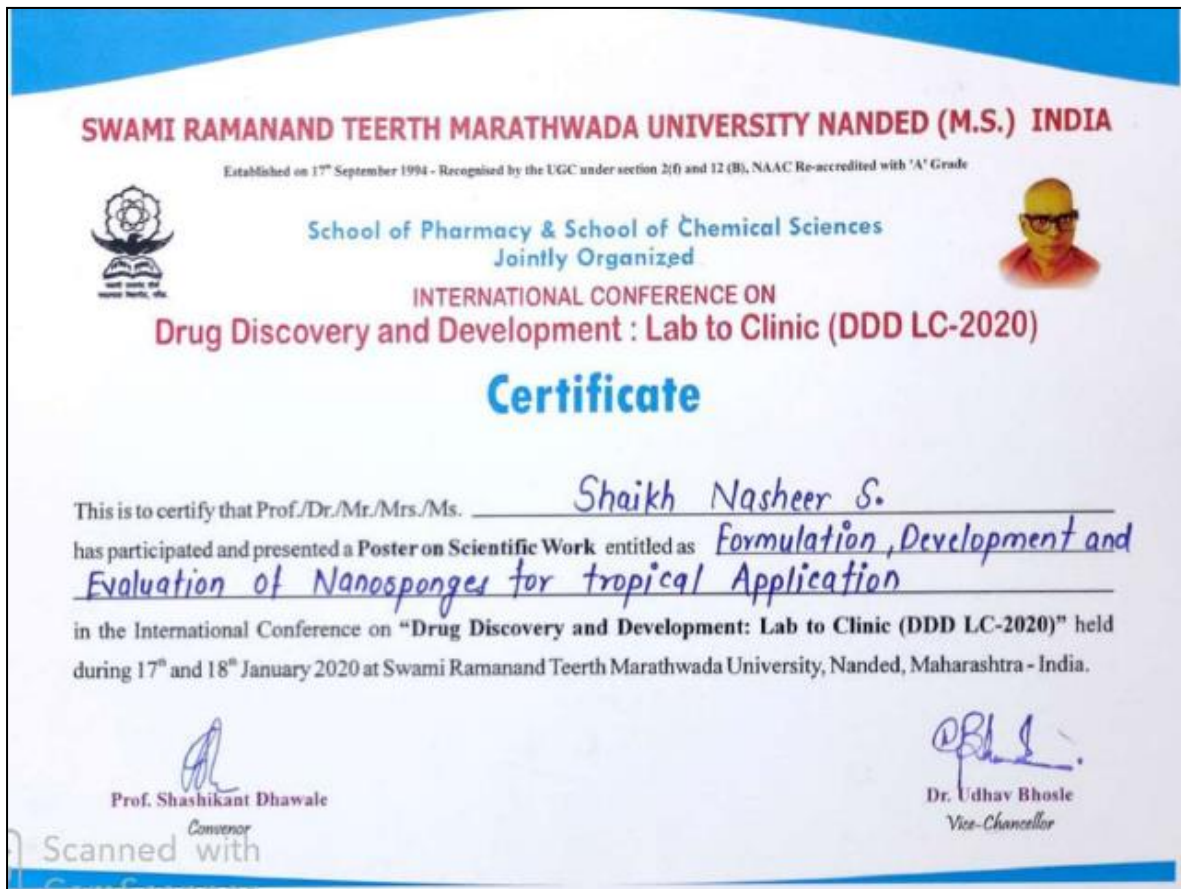 SWAMI RAMANAND TEERTH MARATHWADA UNIVERSITY NANDED (M.S.) INDIA
Established on 17th September 1994 - Recognised by the UGC under section 2(f) and 12 (B), NAAC Re-accredited with 'A' Grade
School of Pharmacy & School of Chemical Sciences
Jointly Organized
INTERNATIONAL CONFERENCE ON
Drug Discovery and Development : Lab to Clinic (DDD LC-2020)
Certificate
This is to certify that Prof./Dr./Mr./Mrs./Ms. Shaikh Nasheer S.
has participated and presented a Poster on Scientific Work entitled as Formulation, Development and
Evaluation of Nanosponges for tropical Application
in the International Conference on “Drug Discovery and Development: Lab to Clinic (DDD LC-2020)” held
during 17th and 18th January 2020 at Swami Ramanand Teerth Marathwada University, Nanded, Maharashtra - India.
Prof. Shashikant Dhawale
Convenor
Dr. Udhav Bhosle
Vice-Chancellor
Scanned with